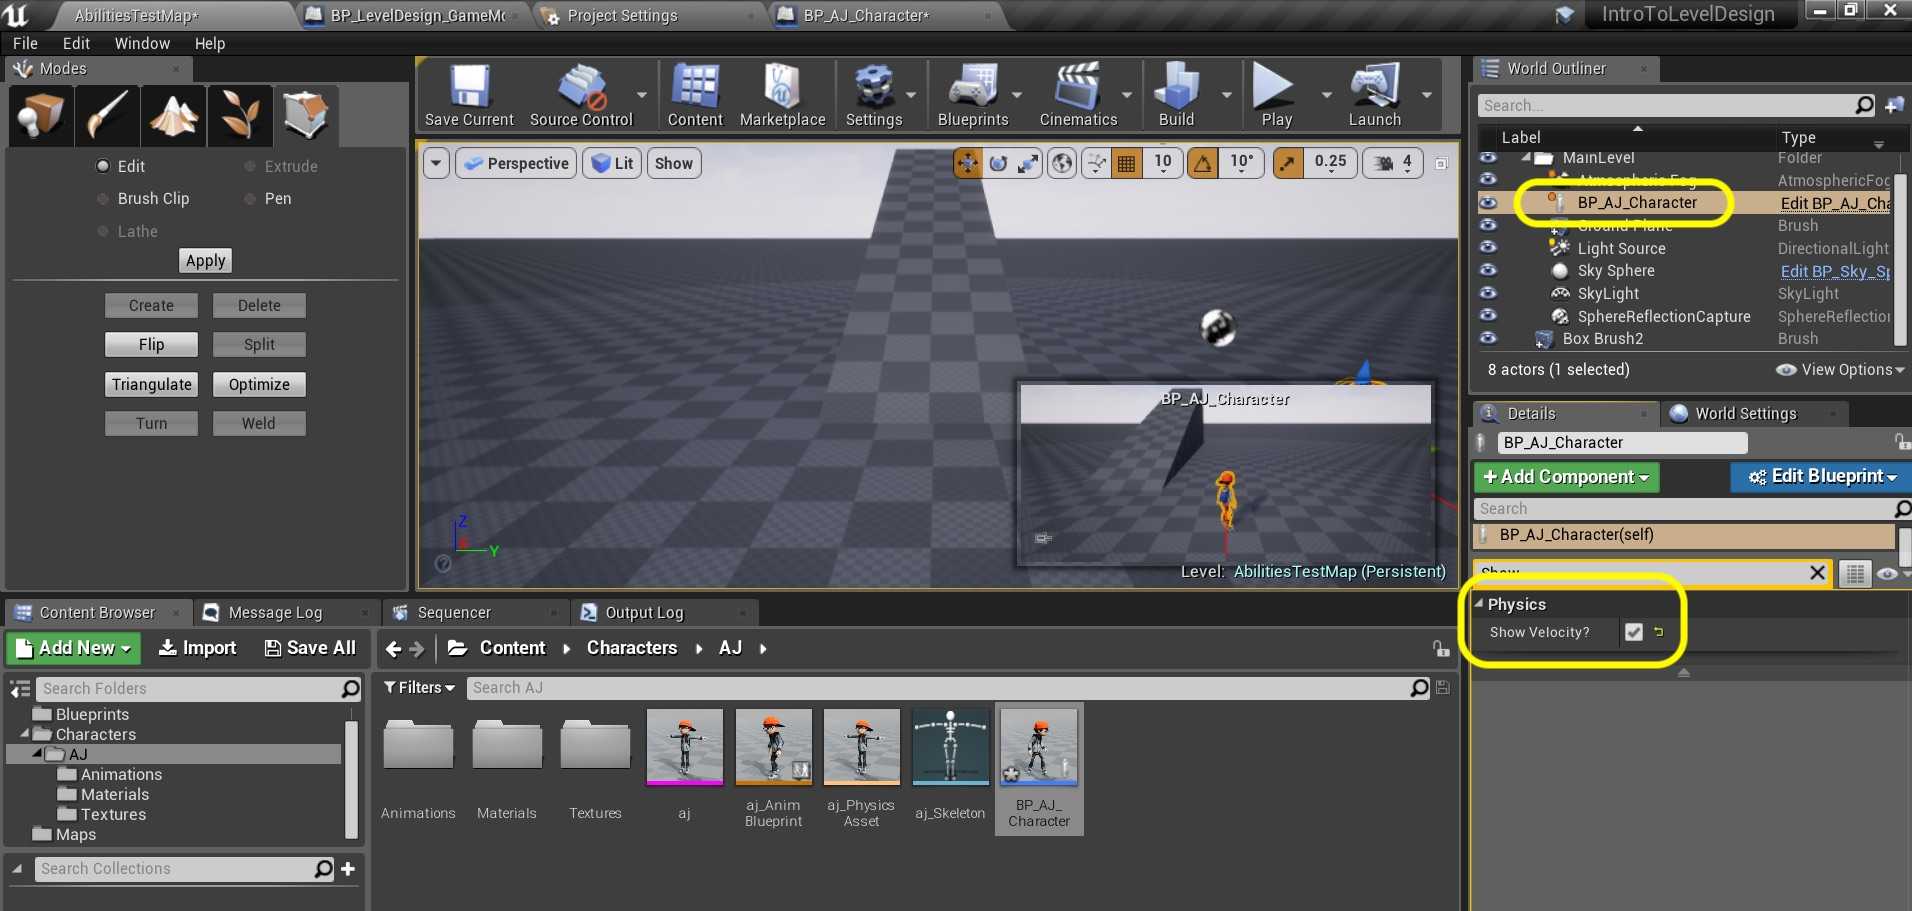 AbilitiesTestMap*
BP_LevelDesign_GameMo
Project Settings
BP_AJ_Character*
IntroToLevelDesign
File Edit Window Help
Modes
Edit
Extrude
Brush Clip
Pen
Lathe
Apply
Create
Delete
Flip
Split
Triangulate
Optimize
Turn
Weld
Save Current
Source Control
Content
Marketplace
Settings
Blueprints
Cinematics
Build
Play
Launch
Perspective
Lit
Show
10
10°
0.25
4
BP_AJ_Character
Z
Y
Level: AbilitiesTestMap (Persistent)
World Outliner
Search...
Label
Type
MainLevel
Folder
Atmospheric Fog
AtmosphericFog
BP_AJ_Character
Edit BP_AJ_Cha
Ground Plane
Brush
Light Source
DirectionalLight
Sky Sphere
Edit BP_Sky_Sp
SkyLight
SkyLight
SphereReflectionCapture
SphereReflection
Box Brush2
Brush
8 actors (1 selected)
View Options
Details
World Settings
BP_AJ_Character
+Add Component
Edit Blueprint
Search
BP_AJ_Character(self)
Show
Physics
Show Velocity?
Content Browser
Message Log
Sequencer
Output Log
Add New
Import
Save All
Content
Characters
AJ
Search Folders
Blueprints
Characters
AJ
Animations
Materials
Textures
Maps
Search Collections
Filters
Search AJ
Animations
Materials
Textures
aj
aj_Anim
Blueprint
aj_Physics
Asset
aj_Skeleton
BP_AJ_
Character